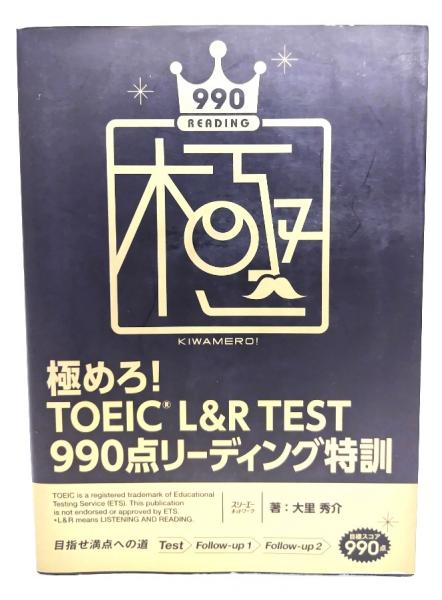 990
READING
極
KIWAMERO!
極めろ!
TOEIC® L&R TEST
990点リーディング特訓
TOEIC is a registered trademark of Educational
Testing Service (ETS). This publication
is not endorsed or approved by ETS.
*L&R means LISTENING AND READING.
スリーエー
ネットワーク
著:大里 秀介
目指せ満点への道 Test Follow-up 1 Follow-up 2
目標スコア
990点